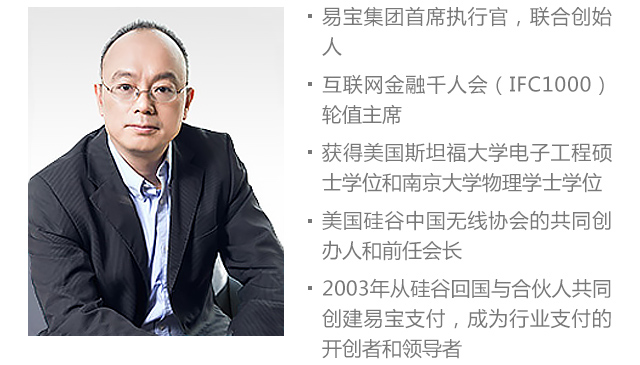 ▪ 易宝集团首席执行官，联合创始
人
▪ 互联网金融千人会（IFC1000）
轮值主席
▪ 获得美国斯坦福大学电子工程硕
士学位和南京大学物理学士学位
▪ 美国硅谷中国无线协会的共同创
办人和前任会长
▪ 2003年从硅谷回国与合伙人共同
创建易宝支付，成为行业支付的
开创者和领导者